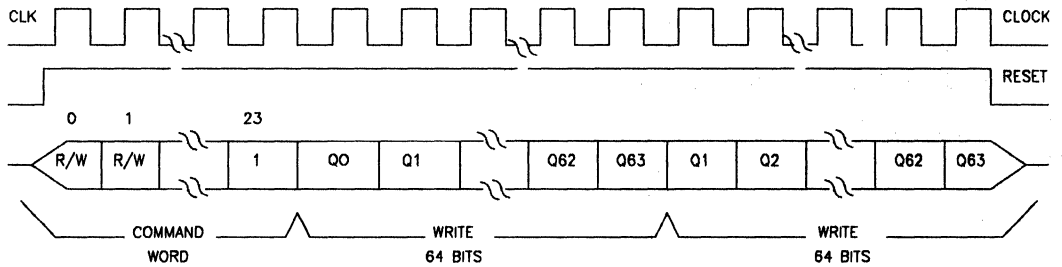 CLK CLOCK
RESET
0 1 23
R/W R/W 1 Q0 Q1 Q62 Q63 Q1 Q2 Q62 Q63
COMMAND WRITE WRITE
WORD 64 BITS 64 BITS